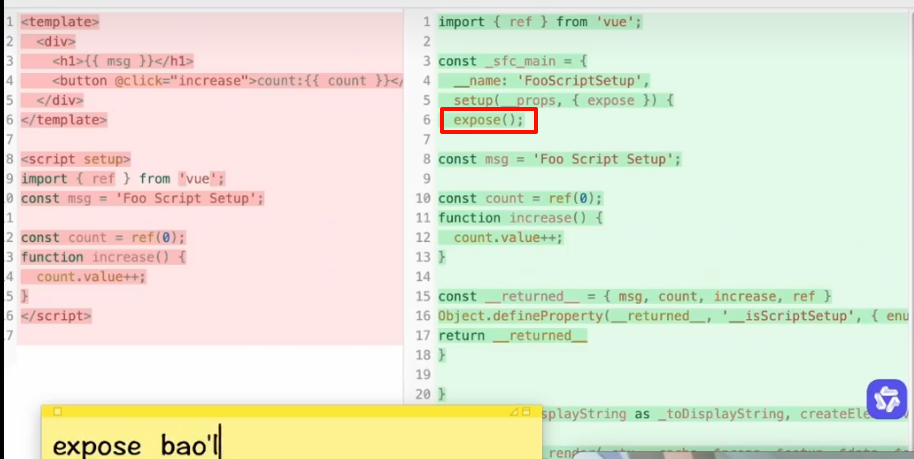 1 <template>
2 <div>
3 <h1>{{ msg }}</h1>
4 <button @click="increase">count:{{ count }}</
5 </div>
6 </template>
7
8 <script setup>
9 import { ref } from 'vue';
0 const msg = 'Foo Script Setup';
1
2 const count = ref(0);
3 function increase() {
4 count.value++;
5 }
6 </script>
7
1 import { ref } from 'vue';
2
3 const _sfc_main = {
4 __name: 'FooScriptSetup',
5 setup(__props, { expose }) {
6 expose();
7
8 const msg = 'Foo Script Setup';
9
10 const count = ref(0);
11 function increase() {
12 count.value++;
13 }
14
15 const __returned__ = { msg, count, increase, ref }
16 Object.defineProperty(__returned__, '__isScriptSetup', { enu
17 return __returned__
18 }
19
20 }
splayString as _toDisplayString, createEle
expose bao'l